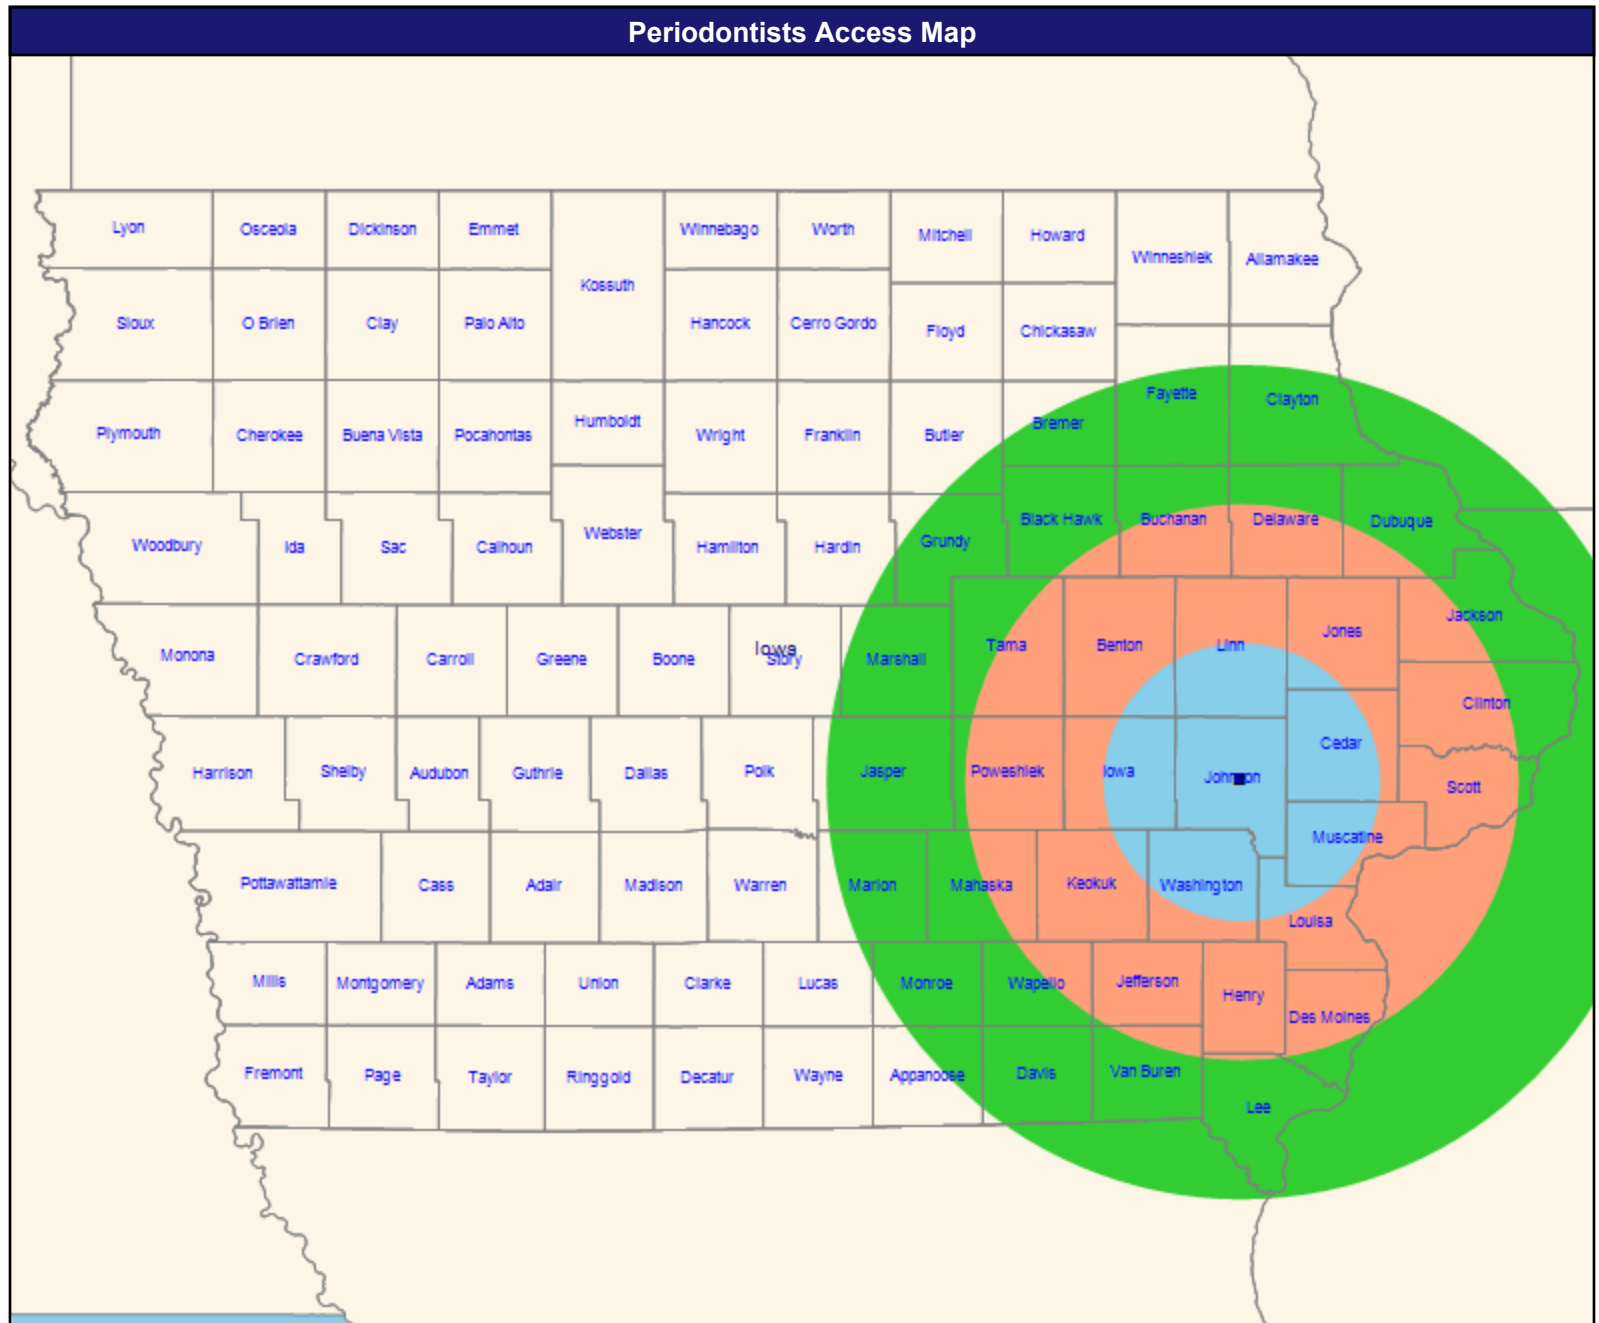 Periodontists Access Map
Lyon Osceola Dickinson Emmet Winnebago Worth Mitchell Howard
Winneshiek Allamakee
Kossuth
Sioux O Brien Clay Palo Alto Hancock Cerro Gordo Floyd Chickasaw
Fayette Clayton
Plymouth Cherokee Buena Vista Pocahontas Humboldt Wright Franklin Butler Bremer
Woodbury Ida Sac Calhoun Webster Hamilton Hardin Grundy Black Hawk Buchanan Delaware Dubuque
Jackson
Iowa
Monona Crawford Carroll Greene Boone Story Marshall Tama Benton Linn Jones
Clinton
Harrison Shelby Audubon Guthrie Dallas Polk Jasper Poweshiek Iowa Johnson Cedar Scott
Muscatine
Pottawattamie Cass Adair Madison Warren Marion Mahaska Keokuk Washington
Louisa
Mills Montgomery Adams Union Clarke Lucas Monroe Wapello Jefferson Henry
Des Moines
Fremont Page Taylor Ringgold Decatur Wayne Appanoose Davis Van Buren
Lee